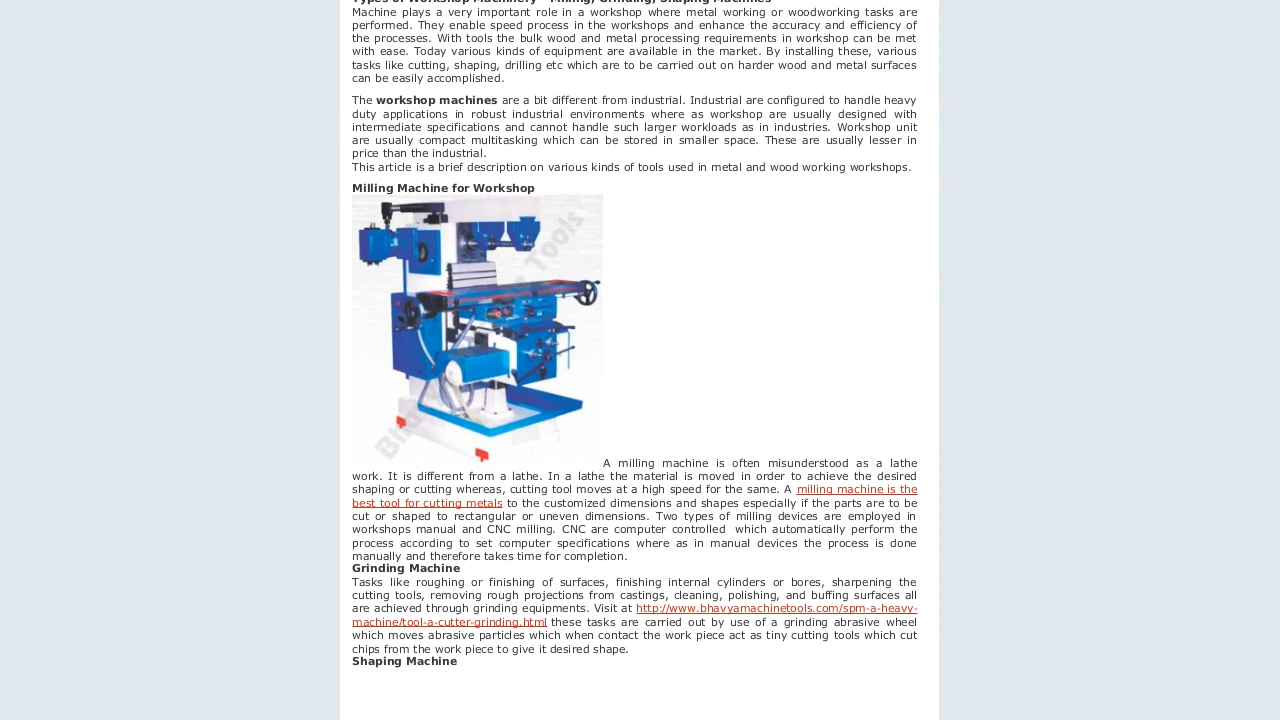 Types of Workshop Machinery - Milling, Grinding, Shaping Machines
Machine plays a very important role in a workshop where metal working or woodworking tasks are
performed. They enable speed process in the workshops and enhance the accuracy and efficiency of
the processes. With tools the bulk wood and metal processing requirements in workshop can be met
with ease. Today various kinds of equipment are available in the market. By installing these, various
tasks like cutting, shaping, drilling etc which are to be carried out on harder wood and metal surfaces
can be easily accomplished.
The workshop machines are a bit different from industrial. Industrial are configured to handle heavy
duty applications in robust industrial environments where as workshop are usually designed with
intermediate specifications and cannot handle such larger workloads as in industries. Workshop unit
are usually compact multitasking which can be stored in smaller space. These are usually lesser in
price than the industrial.
This article is a brief description on various kinds of tools used in metal and wood working workshops.
Milling Machine for Workshop
Tools
A milling machine is often misunderstood as a lathe
work. It is different from a lathe. In a lathe the material is moved in order to achieve the desired
shaping or cutting whereas, cutting tool moves at a high speed for the same. A milling machine is the
best tool for cutting metals to the customized dimensions and shapes especially if the parts are to be
cut or shaped to rectangular or uneven dimensions. Two types of milling devices are employed in
workshops manual and CNC milling. CNC are computer controlled which automatically perform the
process according to set computer specifications where as in manual devices the process is done
manually and therefore takes time for completion.
Grinding Machine
Tasks like roughing or finishing of surfaces, finishing internal cylinders or bores, sharpening the
cutting tools, removing rough projections from castings, cleaning, polishing, and buffing surfaces all
are achieved through grinding equipments. Visit at http://www.bhavyamachinetools.com/spm-a-heavy-
machine/tool-a-cutter-grinding.html these tasks are carried out by use of a grinding abrasive wheel
which moves abrasive particles which when contact the work piece act as tiny cutting tools which cut
chips from the work piece to give it desired shape.
Shaping Machine